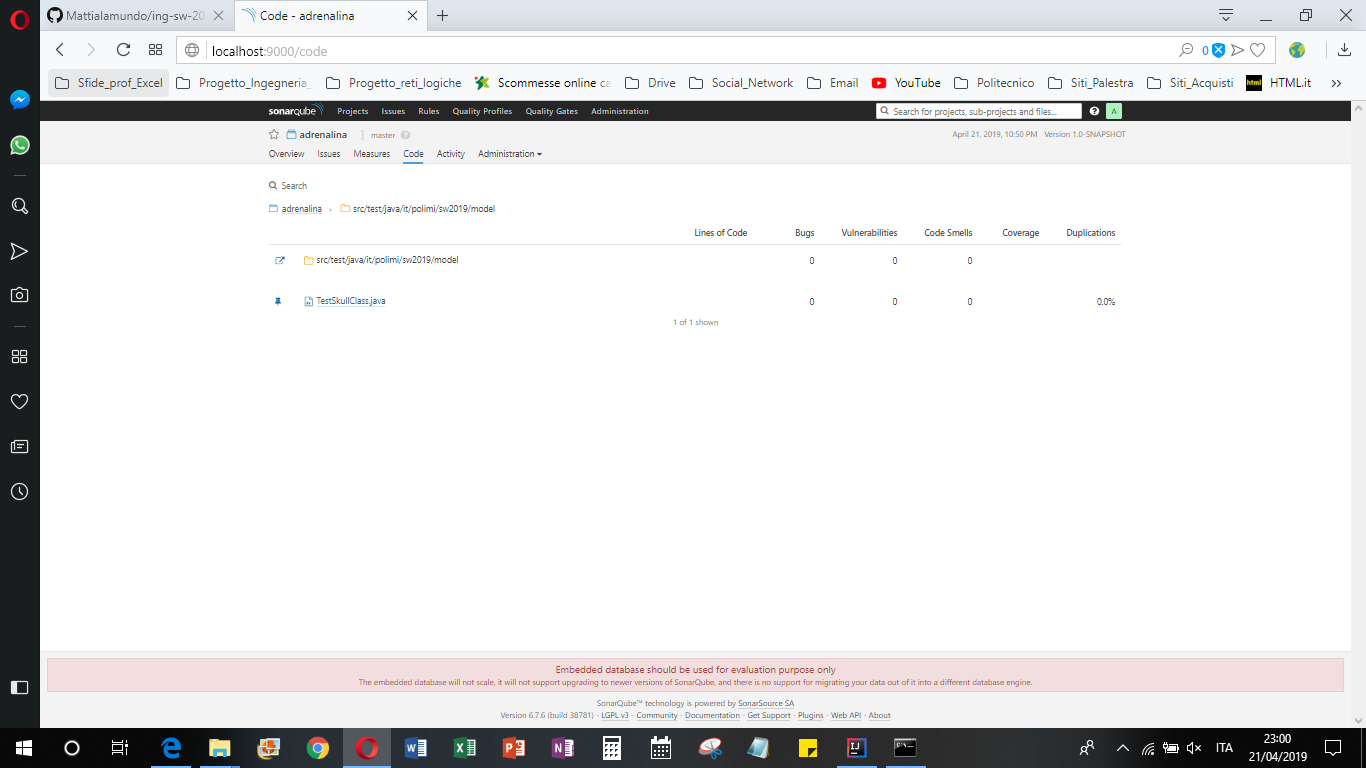 Mattialamundo/ing-sw-20
Code - adrenalina
localhost:9000/code
0
Sfide_prof_Excel
Progetto_Ingegneria_
Progetto_reti_logiche
Scommesse online ca
Drive
Social_Network
Email
YouTube
Politecnico
Siti_Palestra
Siti_Acquisti
html
HTML.it
sonarqube
Projects
Issues
Rules
Quality Profiles
Quality Gates
Administration
Search for projects, sub-projects and files...
?
A
adrenalina
master
?
April 21, 2019, 10:50 PM Version 1.0-SNAPSHOT
Overview
Issues
Measures
Code
Activity
Administration
Search
adrenalina
src/test/java/it/polimi/sw2019/model
Lines of Code Bugs Vulnerabilities Code Smells Coverage Duplications
src/test/java/it/polimi/sw2019/model 0 0 0
TestSkullClass.java 0 0 0 0.0%
1 of 1 shown
Embedded database should be used for evaluation purpose only
The embedded database will not scale, it will not support upgrading to newer versions of SonarQube, and there is no support for migrating your data out of it into a different database engine.
SonarQube™ technology is powered by SonarSource SA
Version 6.7.6 (build 38781) - LGPL v3 - Community - Documentation - Get Support - Plugins - Web API - About
ITA
23:00
21/04/2019